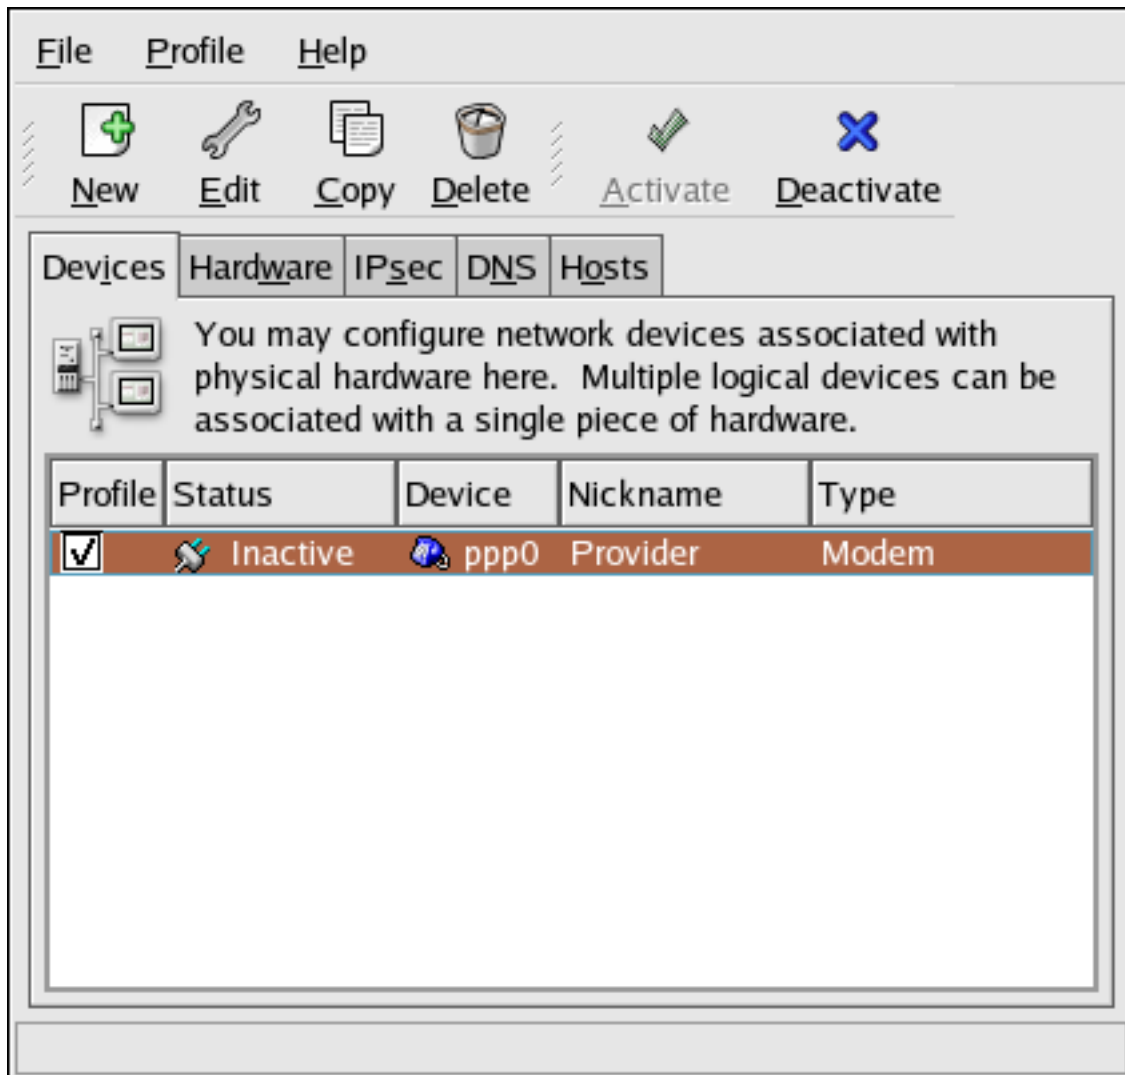 File Profile Help
New Edit Copy Delete Activate Deactivate
Devices Hardware IPsec DNS Hosts
You may configure network devices associated with
physical hardware here.  Multiple logical devices can be
associated with a single piece of hardware.
Profile Status Device Nickname Type
Inactive ppp0 Provider Modem